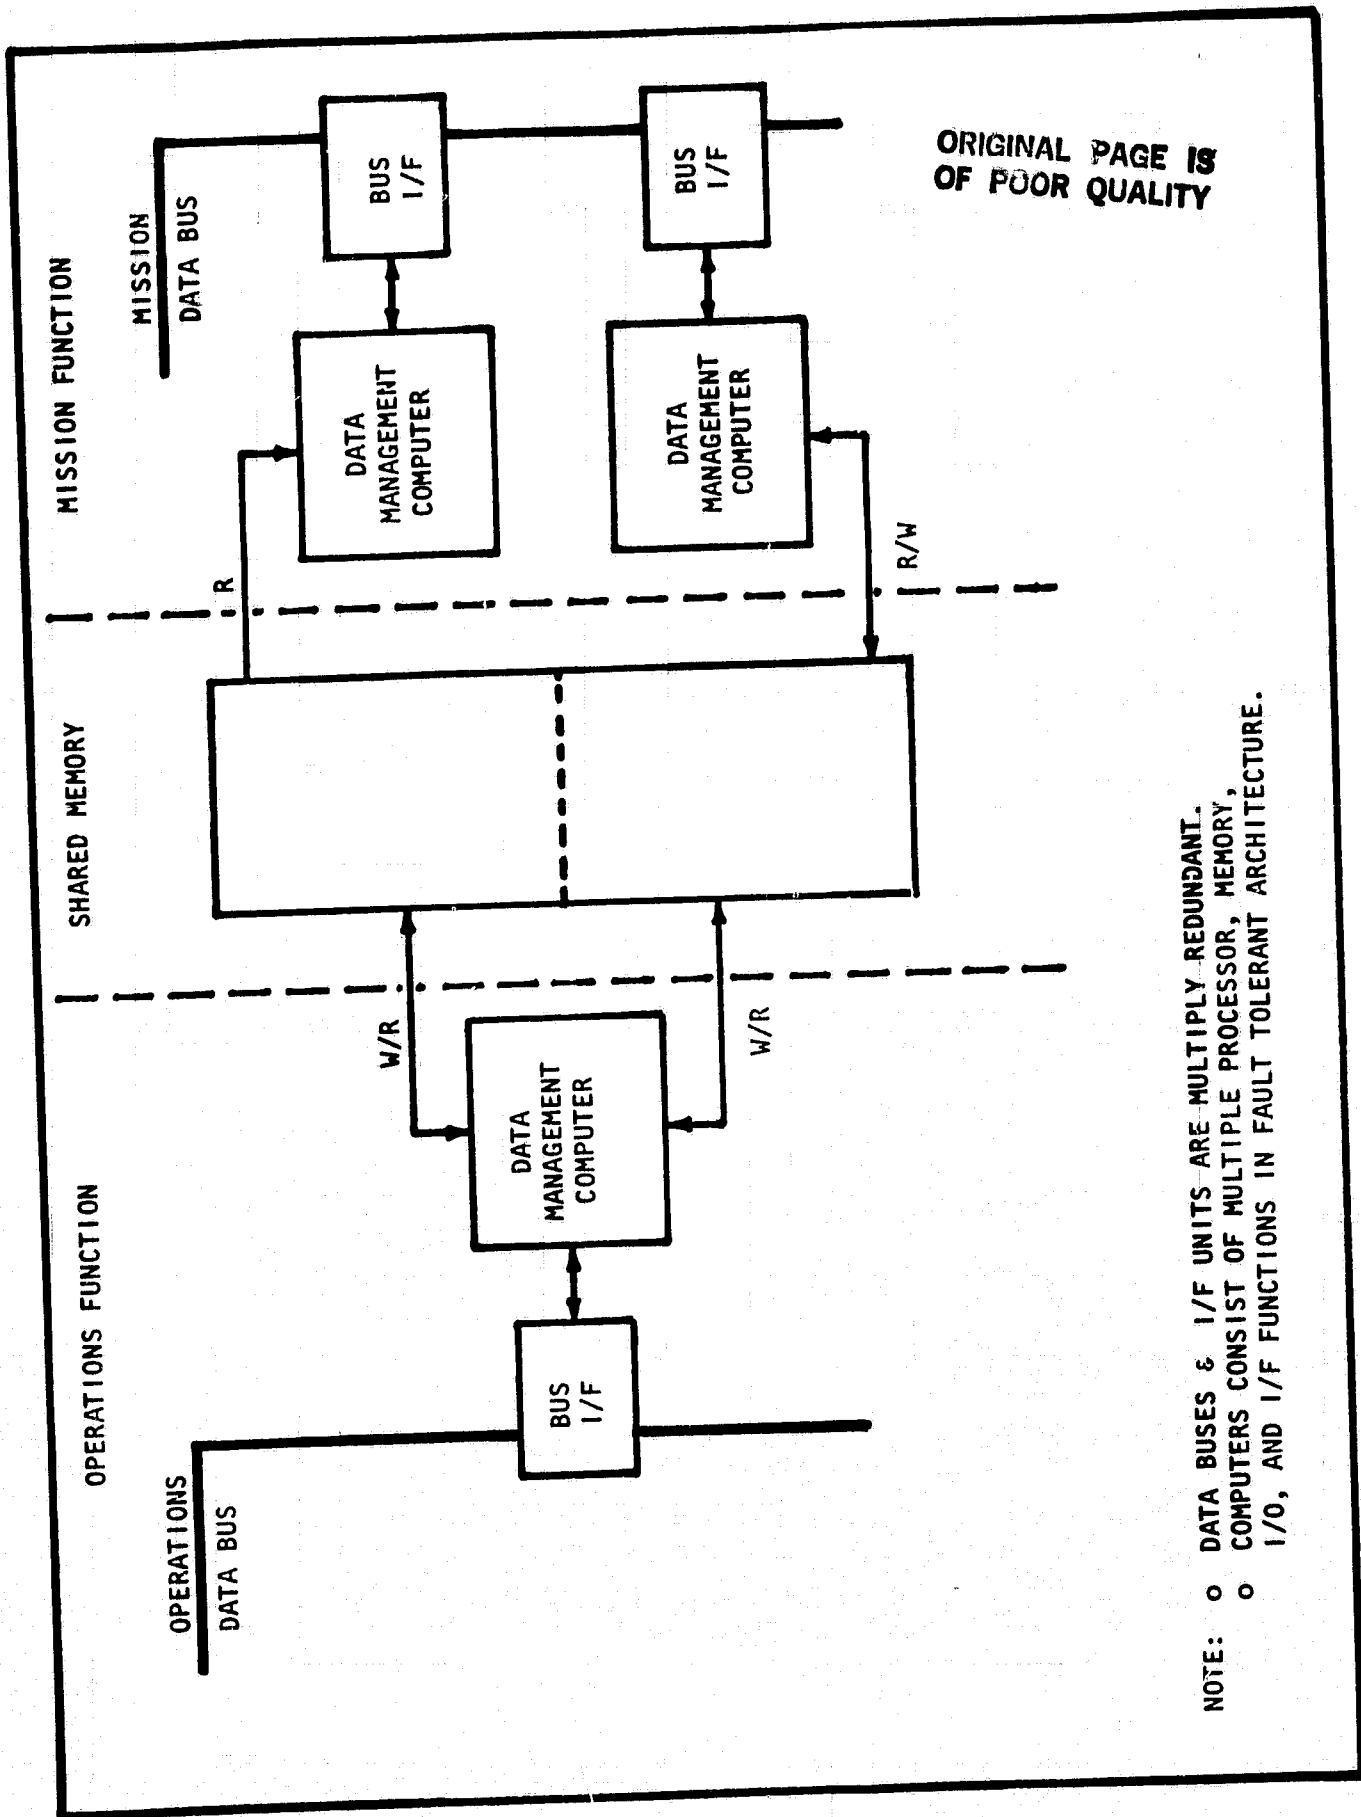 OPERATIONS FUNCTION
SHARED MEMORY
MISSION FUNCTION
OPERATIONS
DATA BUS
MISSION
DATA BUS
BUS
I/F
DATA
MANAGEMENT
COMPUTER
W/R
W/R
R
R/W
DATA
MANAGEMENT
COMPUTER
BUS
I/F
DATA
MANAGEMENT
COMPUTER
BUS
I/F
NOTE: o DATA BUSES & I/F UNITS ARE MULTIPLY REDUNDANT.
o COMPUTERS CONSIST OF MULTIPLE PROCESSOR, MEMORY,
I/O, AND I/F FUNCTIONS IN FAULT TOLERANT ARCHITECTURE.
ORIGINAL PAGE IS
OF POOR QUALITY